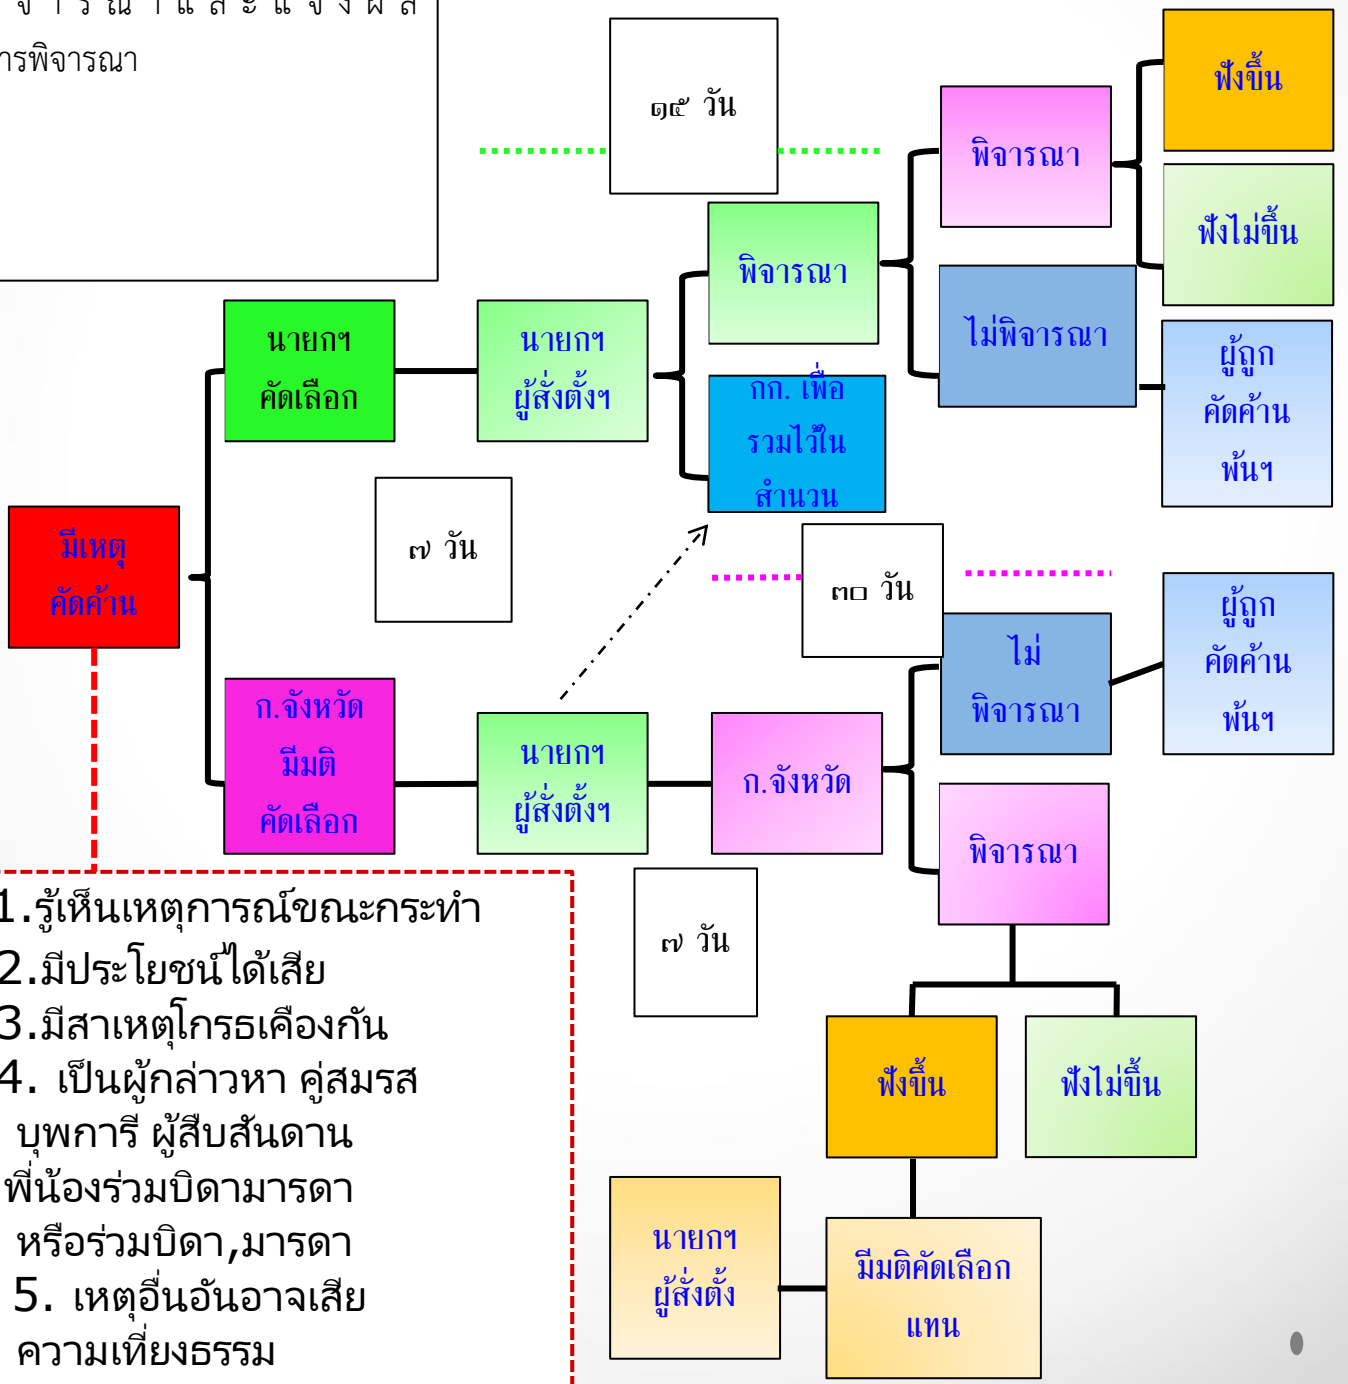 จ า ร ณ า แ ล ะ แ จ้ ง ผ ล
ารพิจารณา
๑๕ วัน
ฟังขึ้น
พิจารณา
ฟังไม่ขึ้น
พิจารณา
ไม่พิจารณา
นายกฯ
คัดเลือก
นายกฯ
ผู้สั่งตั้งฯ
กก. เพื่อ
รวมไว้ใน
สำนวน
ผู้ถูก
คัดค้าน
พ้นฯ
๗ วัน
มีเหตุ
คัดค้าน
๓๐ วัน
ไม่
พิจารณา
ผู้ถูก
คัดค้าน
พ้นฯ
ก.จังหวัด
มีมติ
คัดเลือก
นายกฯ
ผู้สั่งตั้งฯ
ก.จังหวัด
พิจารณา
๗ วัน
1.รู้เห็นเหตุการณ์ขณะกระทำ
2.มีประโยชน์ได้เสีย
3.มีสาเหตุโกรธเคืองกัน
4. เป็นผู้กล่าวหา คู่สมรส
บุพการี ผู้สืบสันดาน
พี่น้องร่วมบิดามารดา
หรือร่วมบิดา,มารดา
5. เหตุอื่นอันอาจเสีย
ความเที่ยงธรรม
ฟังขึ้น
ฟังไม่ขึ้น
นายกฯ
ผู้สั่งตั้ง
มีมติคัดเลือก
แทน